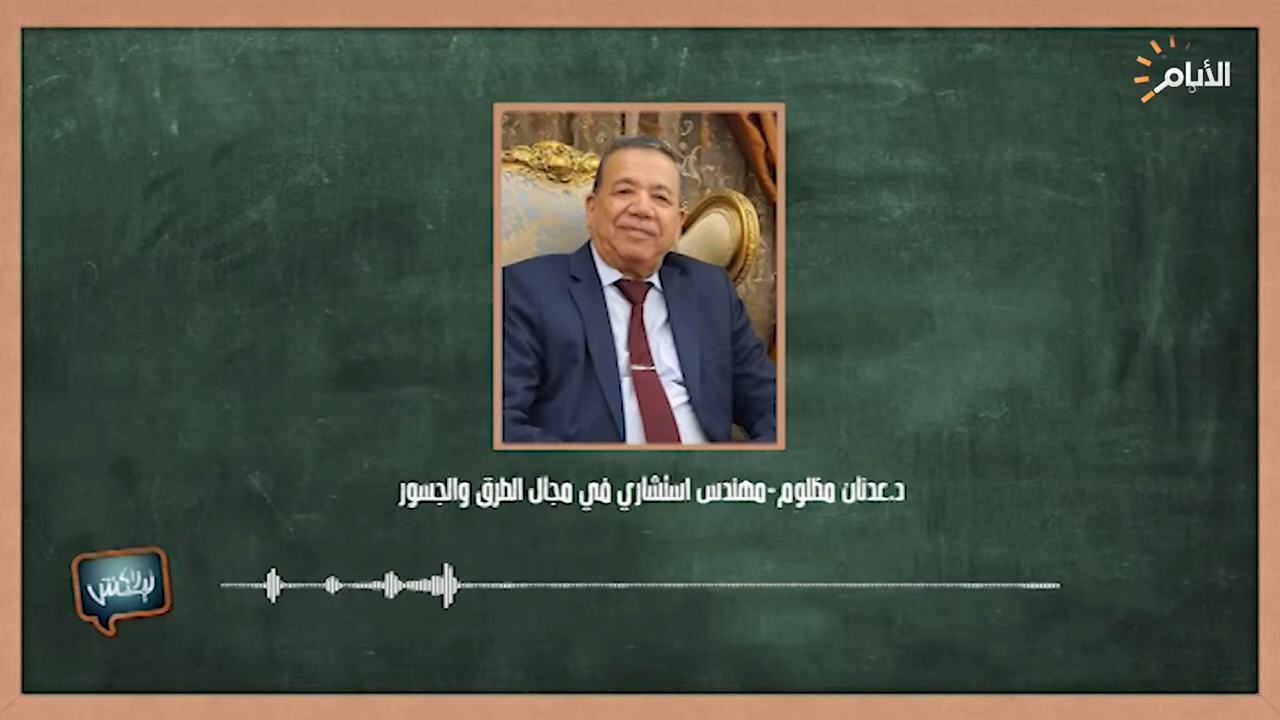 الأيام
د.عدنان مظلوم-مهندس استشاري في مجال الطرق والجسور